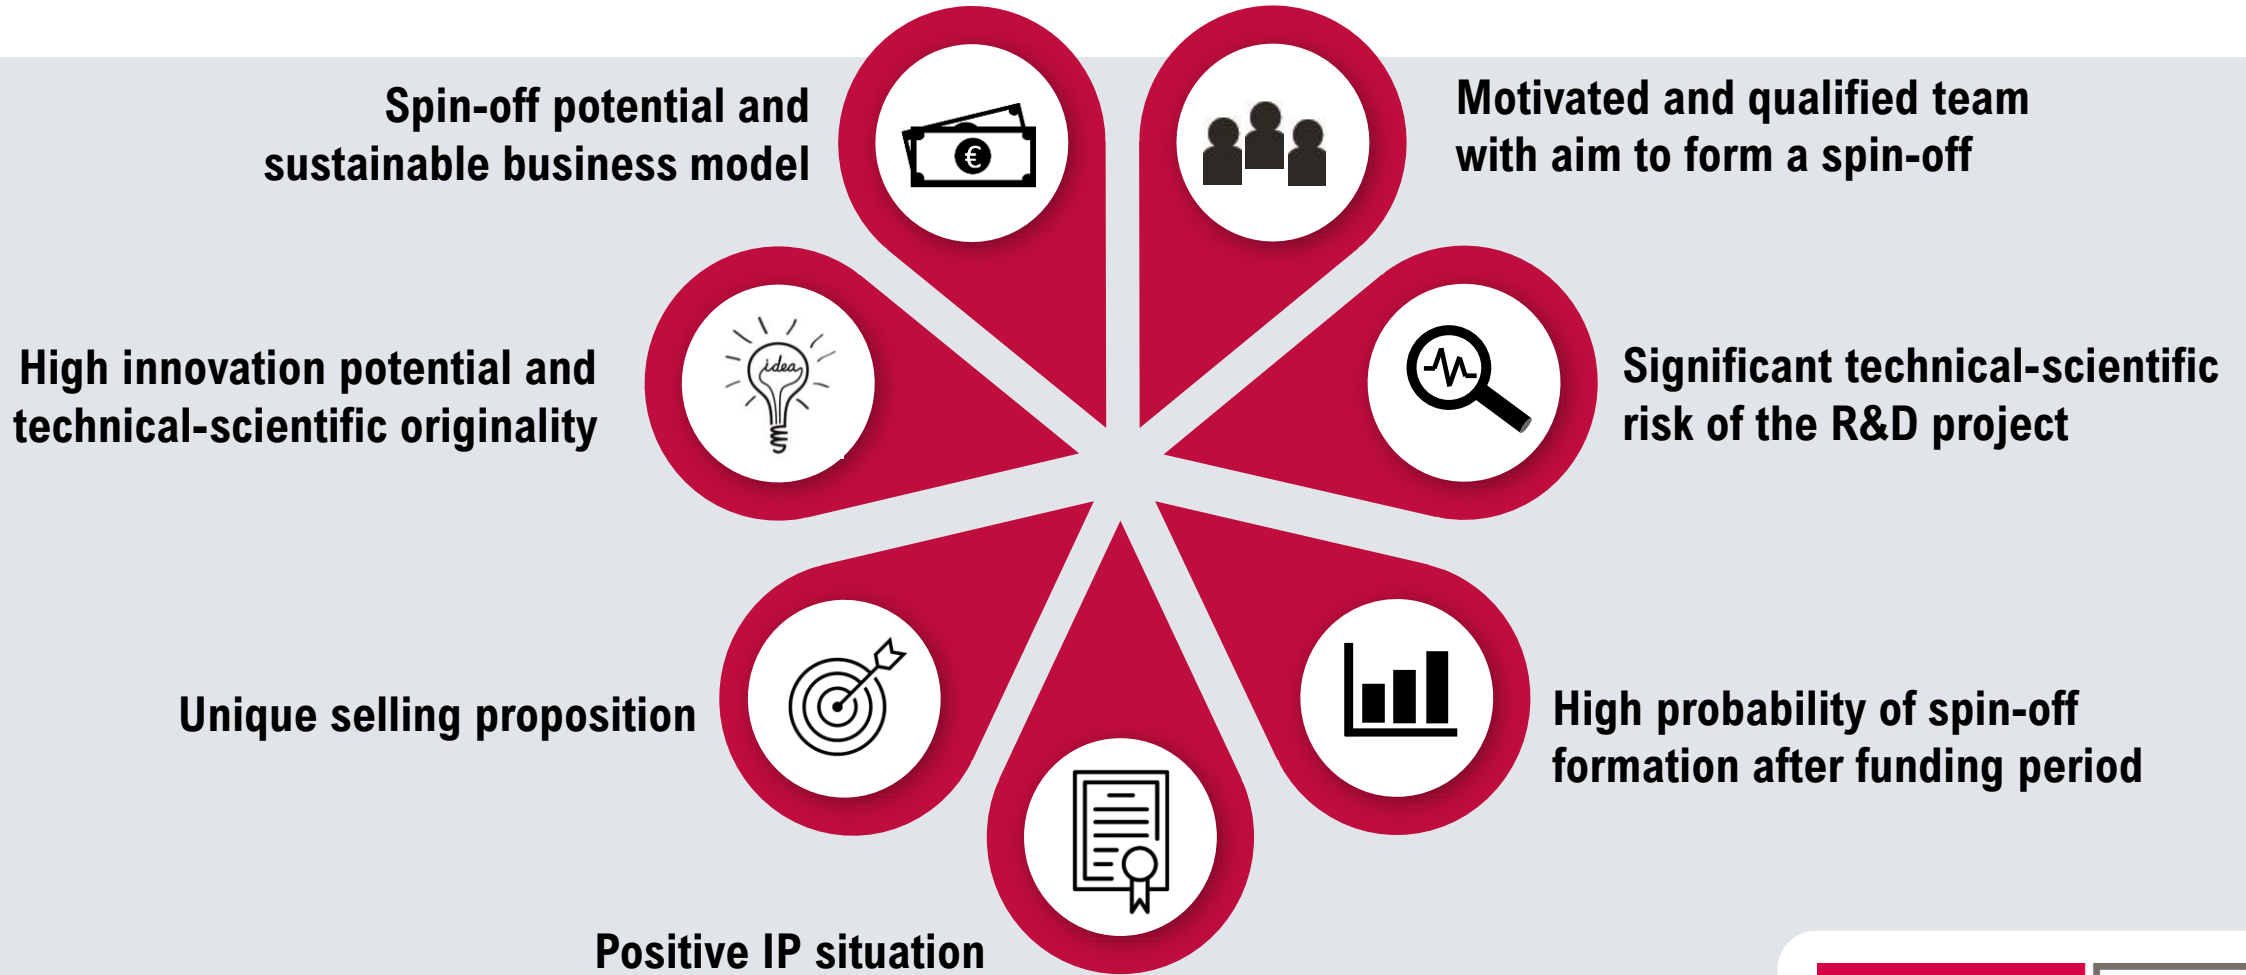 Spin-off potential and
sustainable business model
Motivated and qualified team
with aim to form a spin-off
High innovation potential and
technical-scientific originality
idea
€
Significant technical-scientific
risk of the R&D project
Unique selling proposition
High probability of spin-off
formation after funding period
Positive IP situation